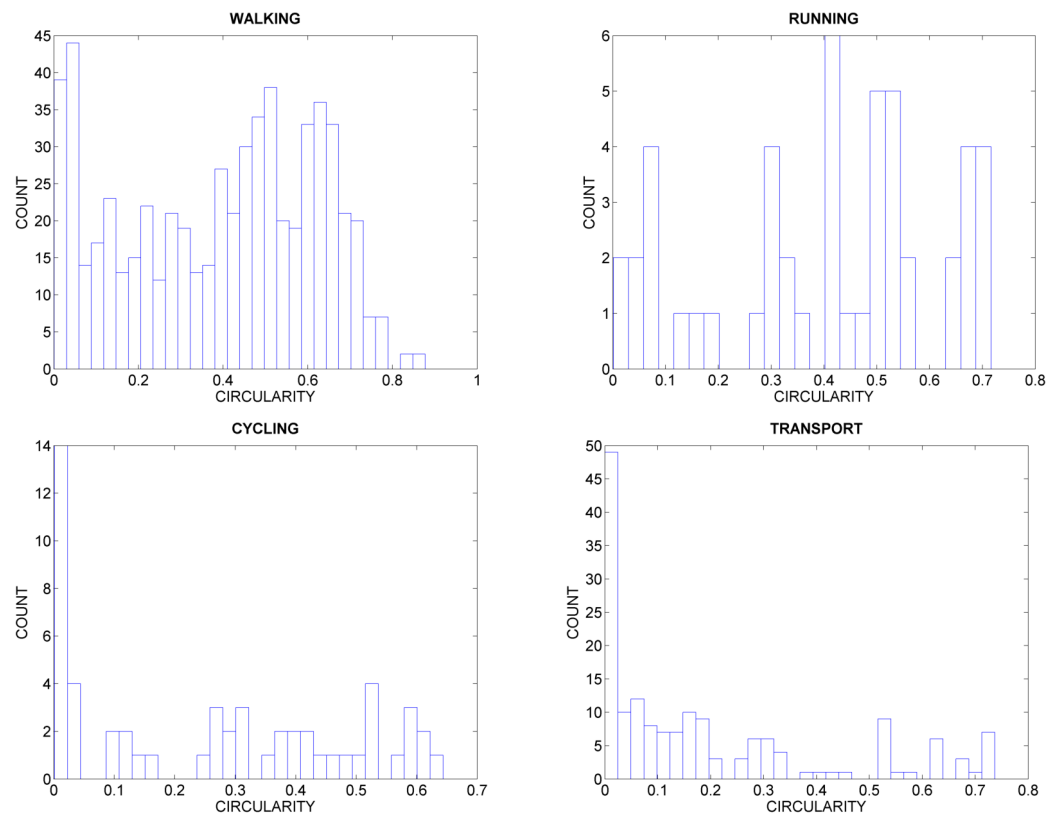 WALKING
45
40
35
30
25
20
15
10
5
0
COUNT
0 0.2 0.4 0.6 0.8 1
CIRCULARITY
RUNNING
6
5
4
3
2
1
0
COUNT
0 0.1 0.2 0.3 0.4 0.5 0.6 0.7 0.8
CIRCULARITY
CYCLING
14
12
10
8
6
4
2
0
COUNT
0 0.1 0.2 0.3 0.4 0.5 0.6 0.7
CIRCULARITY
TRANSPORT
50
45
40
35
30
25
20
15
10
5
0
COUNT
0 0.1 0.2 0.3 0.4 0.5 0.6 0.7 0.8
CIRCULARITY